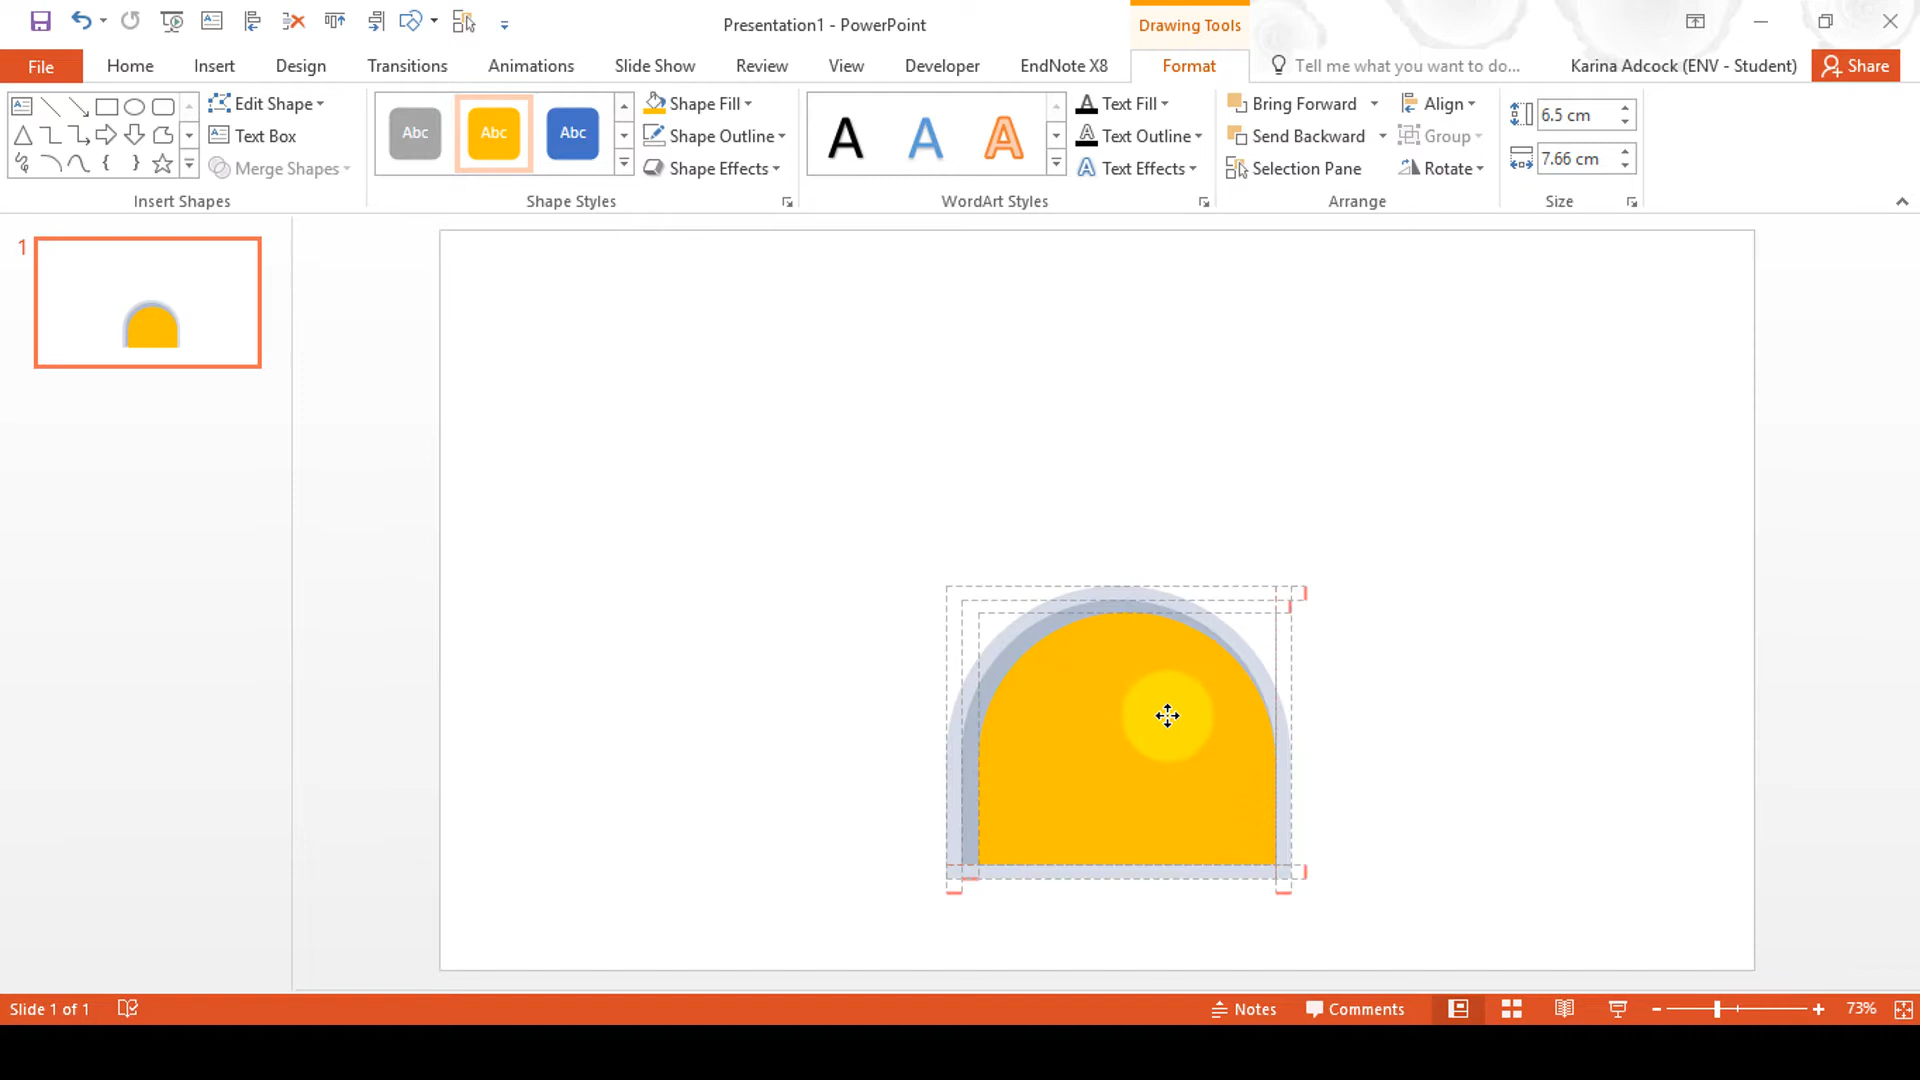 Presentation1 - PowerPoint
Drawing Tools
File
Home
Insert
Design
Transitions
Animations
Slide Show
Review
View
Developer
EndNote X8
Format
Tell me what you want to do...
Karina Adcock (ENV - Student)
Share
Edit Shape
Text Box
Merge Shapes
Insert Shapes
Abc
Abc
Abc
Shape Fill
Shape Outline
Shape Effects
Shape Styles
A
A
A
Text Fill
Text Outline
Text Effects
WordArt Styles
Bring Forward
Send Backward
Selection Pane
Align
Group
Rotate
Arrange
6.5 cm
7.66 cm
Size
1
Slide 1 of 1
Notes
Comments
73%